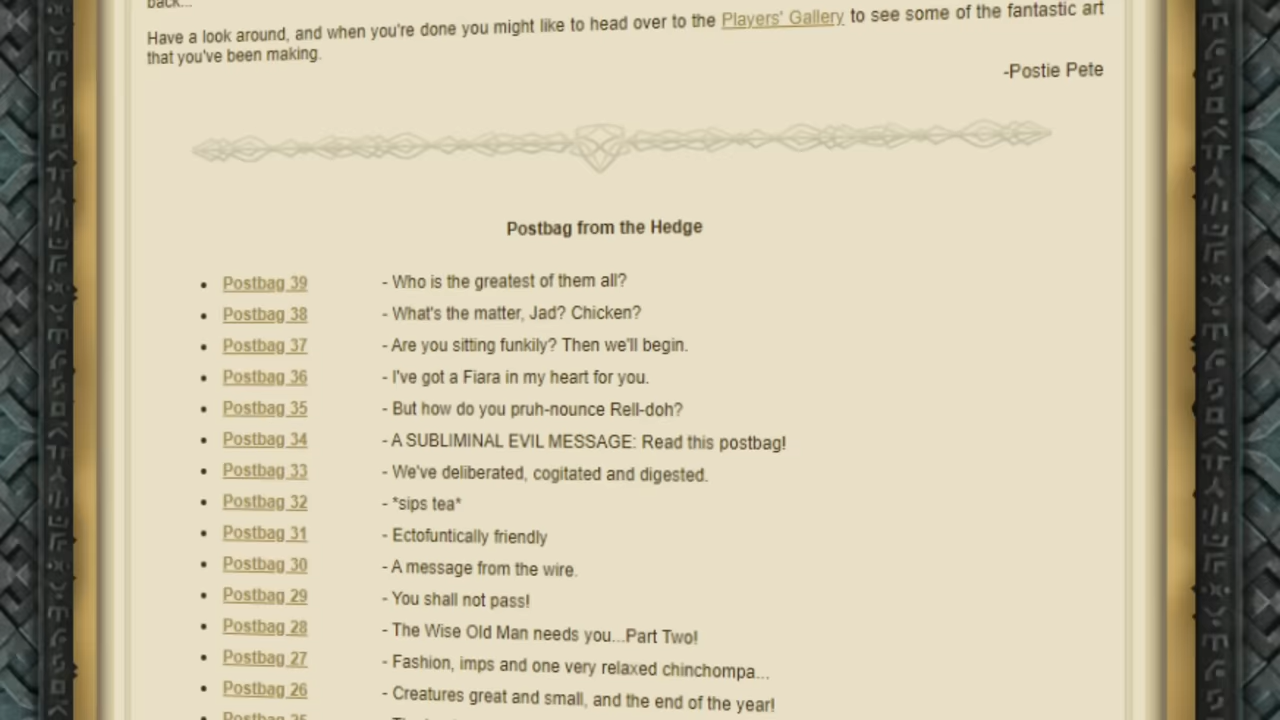 back...
Have a look around, and when you're done you might like to head over to the Players' Gallery to see some of the fantastic art
that you've been making.
-Postie Pete
Postbag from the Hedge
• Postbag 39 - Who is the greatest of them all?
• Postbag 38 - What's the matter, Jad? Chicken?
• Postbag 37 - Are you sitting funkily? Then we'll begin.
• Postbag 36 - I've got a Fiara in my heart for you.
• Postbag 35 - But how do you pruh-nounce Rell-doh?
• Postbag 34 - A SUBLIMINAL EVIL MESSAGE: Read this postbag!
• Postbag 33 - We've deliberated, cogitated and digested.
• Postbag 32 - *sips tea*
• Postbag 31 - Ectofuntically friendly
• Postbag 30 - A message from the wire.
• Postbag 29 - You shall not pass!
• Postbag 28 - The Wise Old Man needs you...Part Two!
• Postbag 27 - Fashion, imps and one very relaxed chinchompa...
• Postbag 26 - Creatures great and small, and the end of the year!
Postbag 25